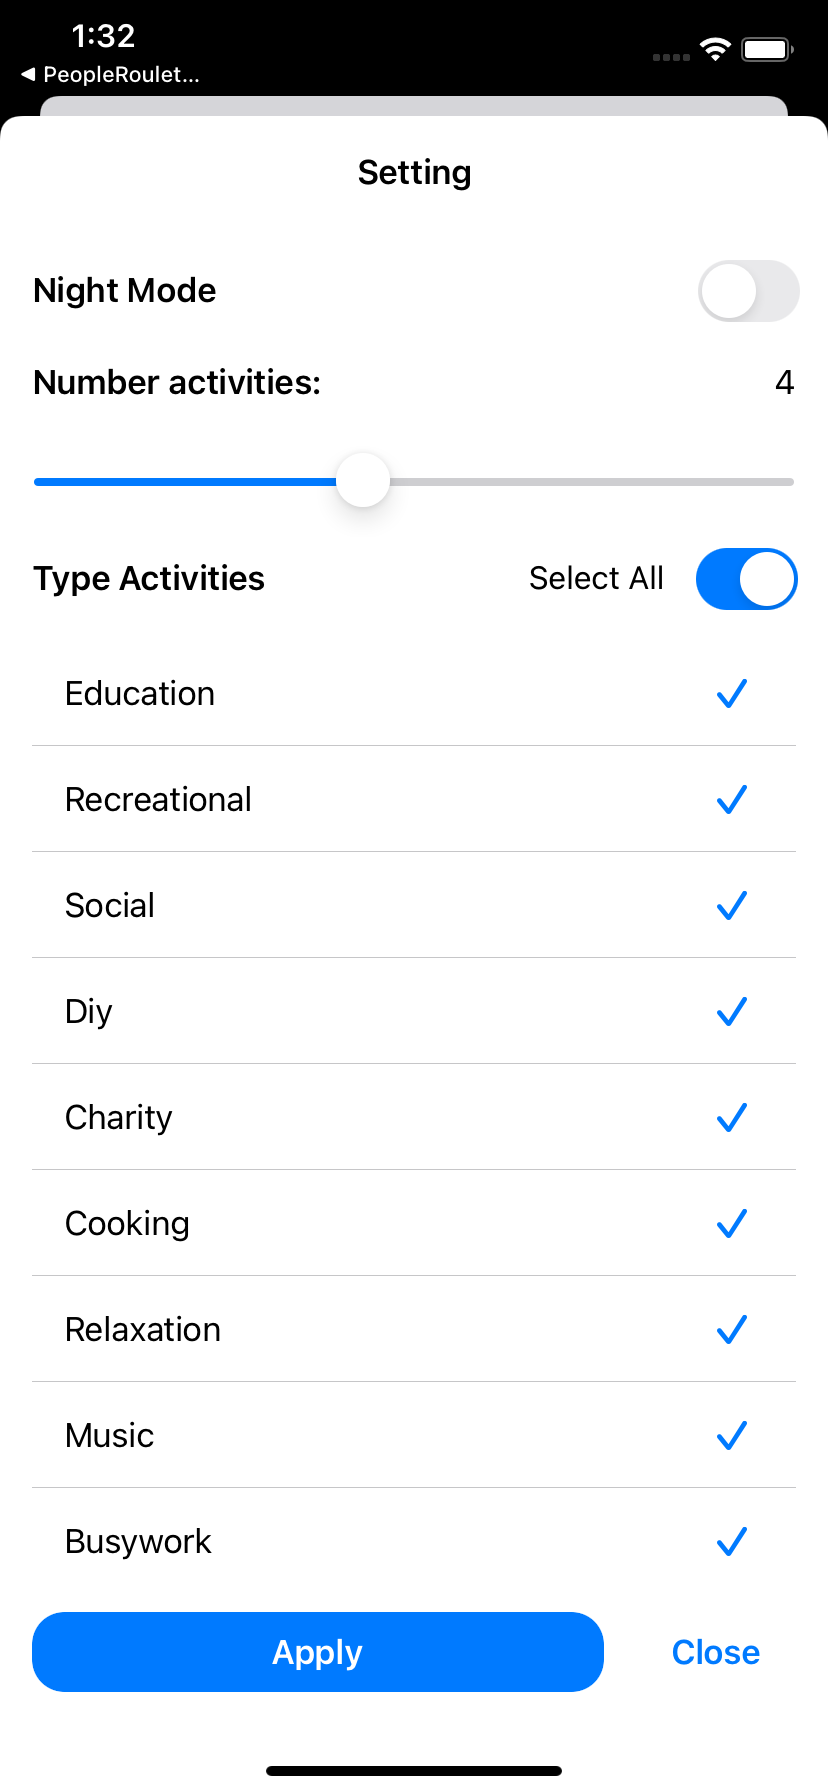 1:32
◀ PeopleRoulet...
Setting
Night Mode
Number activities: 4
Type Activities Select All
Education
Recreational
Social
Diy
Charity
Cooking
Relaxation
Music
Busywork
Apply Close